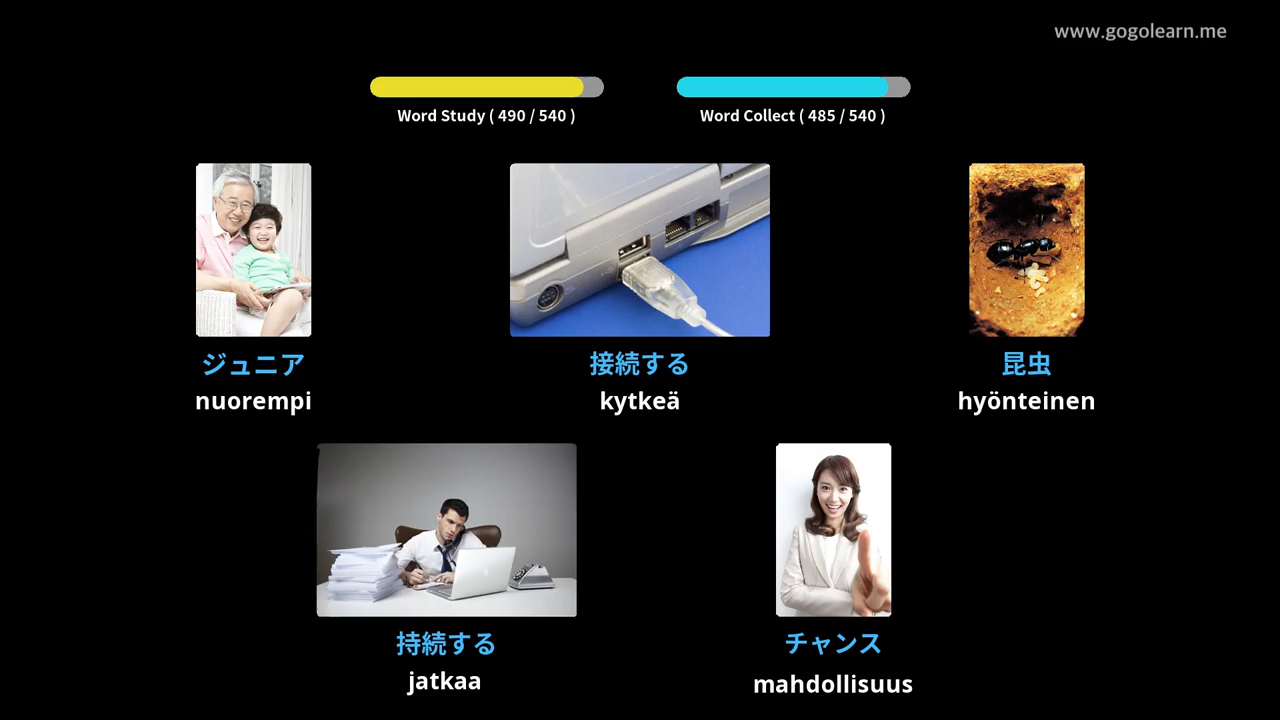 www.gogolearn.me
Word Study ( 490 / 540 )
Word Collect ( 485 / 540 )
ジュニア
nuorempi
接続する
kytkeä
昆虫
hyönteinen
持続する
jatkaa
チャンス
mahdollisuus